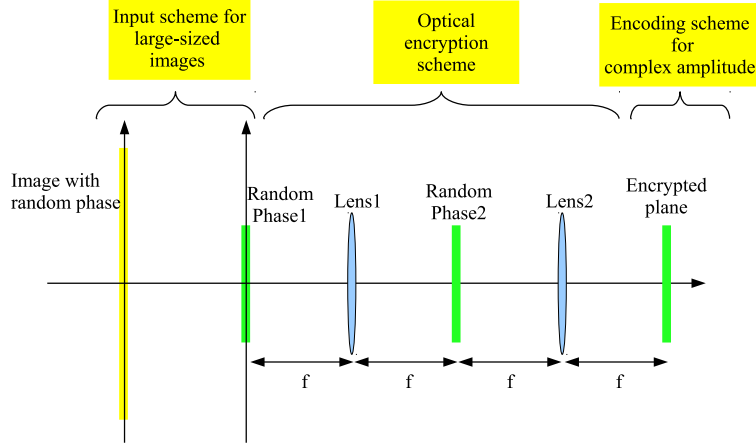 Input scheme for
large-sized
images
Optical
encryption
scheme
Encoding scheme
for
complex amplitude
Image with
random phase
Random
Phase1
Lens1
Random
Phase2
Lens2
Encrypted
plane
f
f
f
f